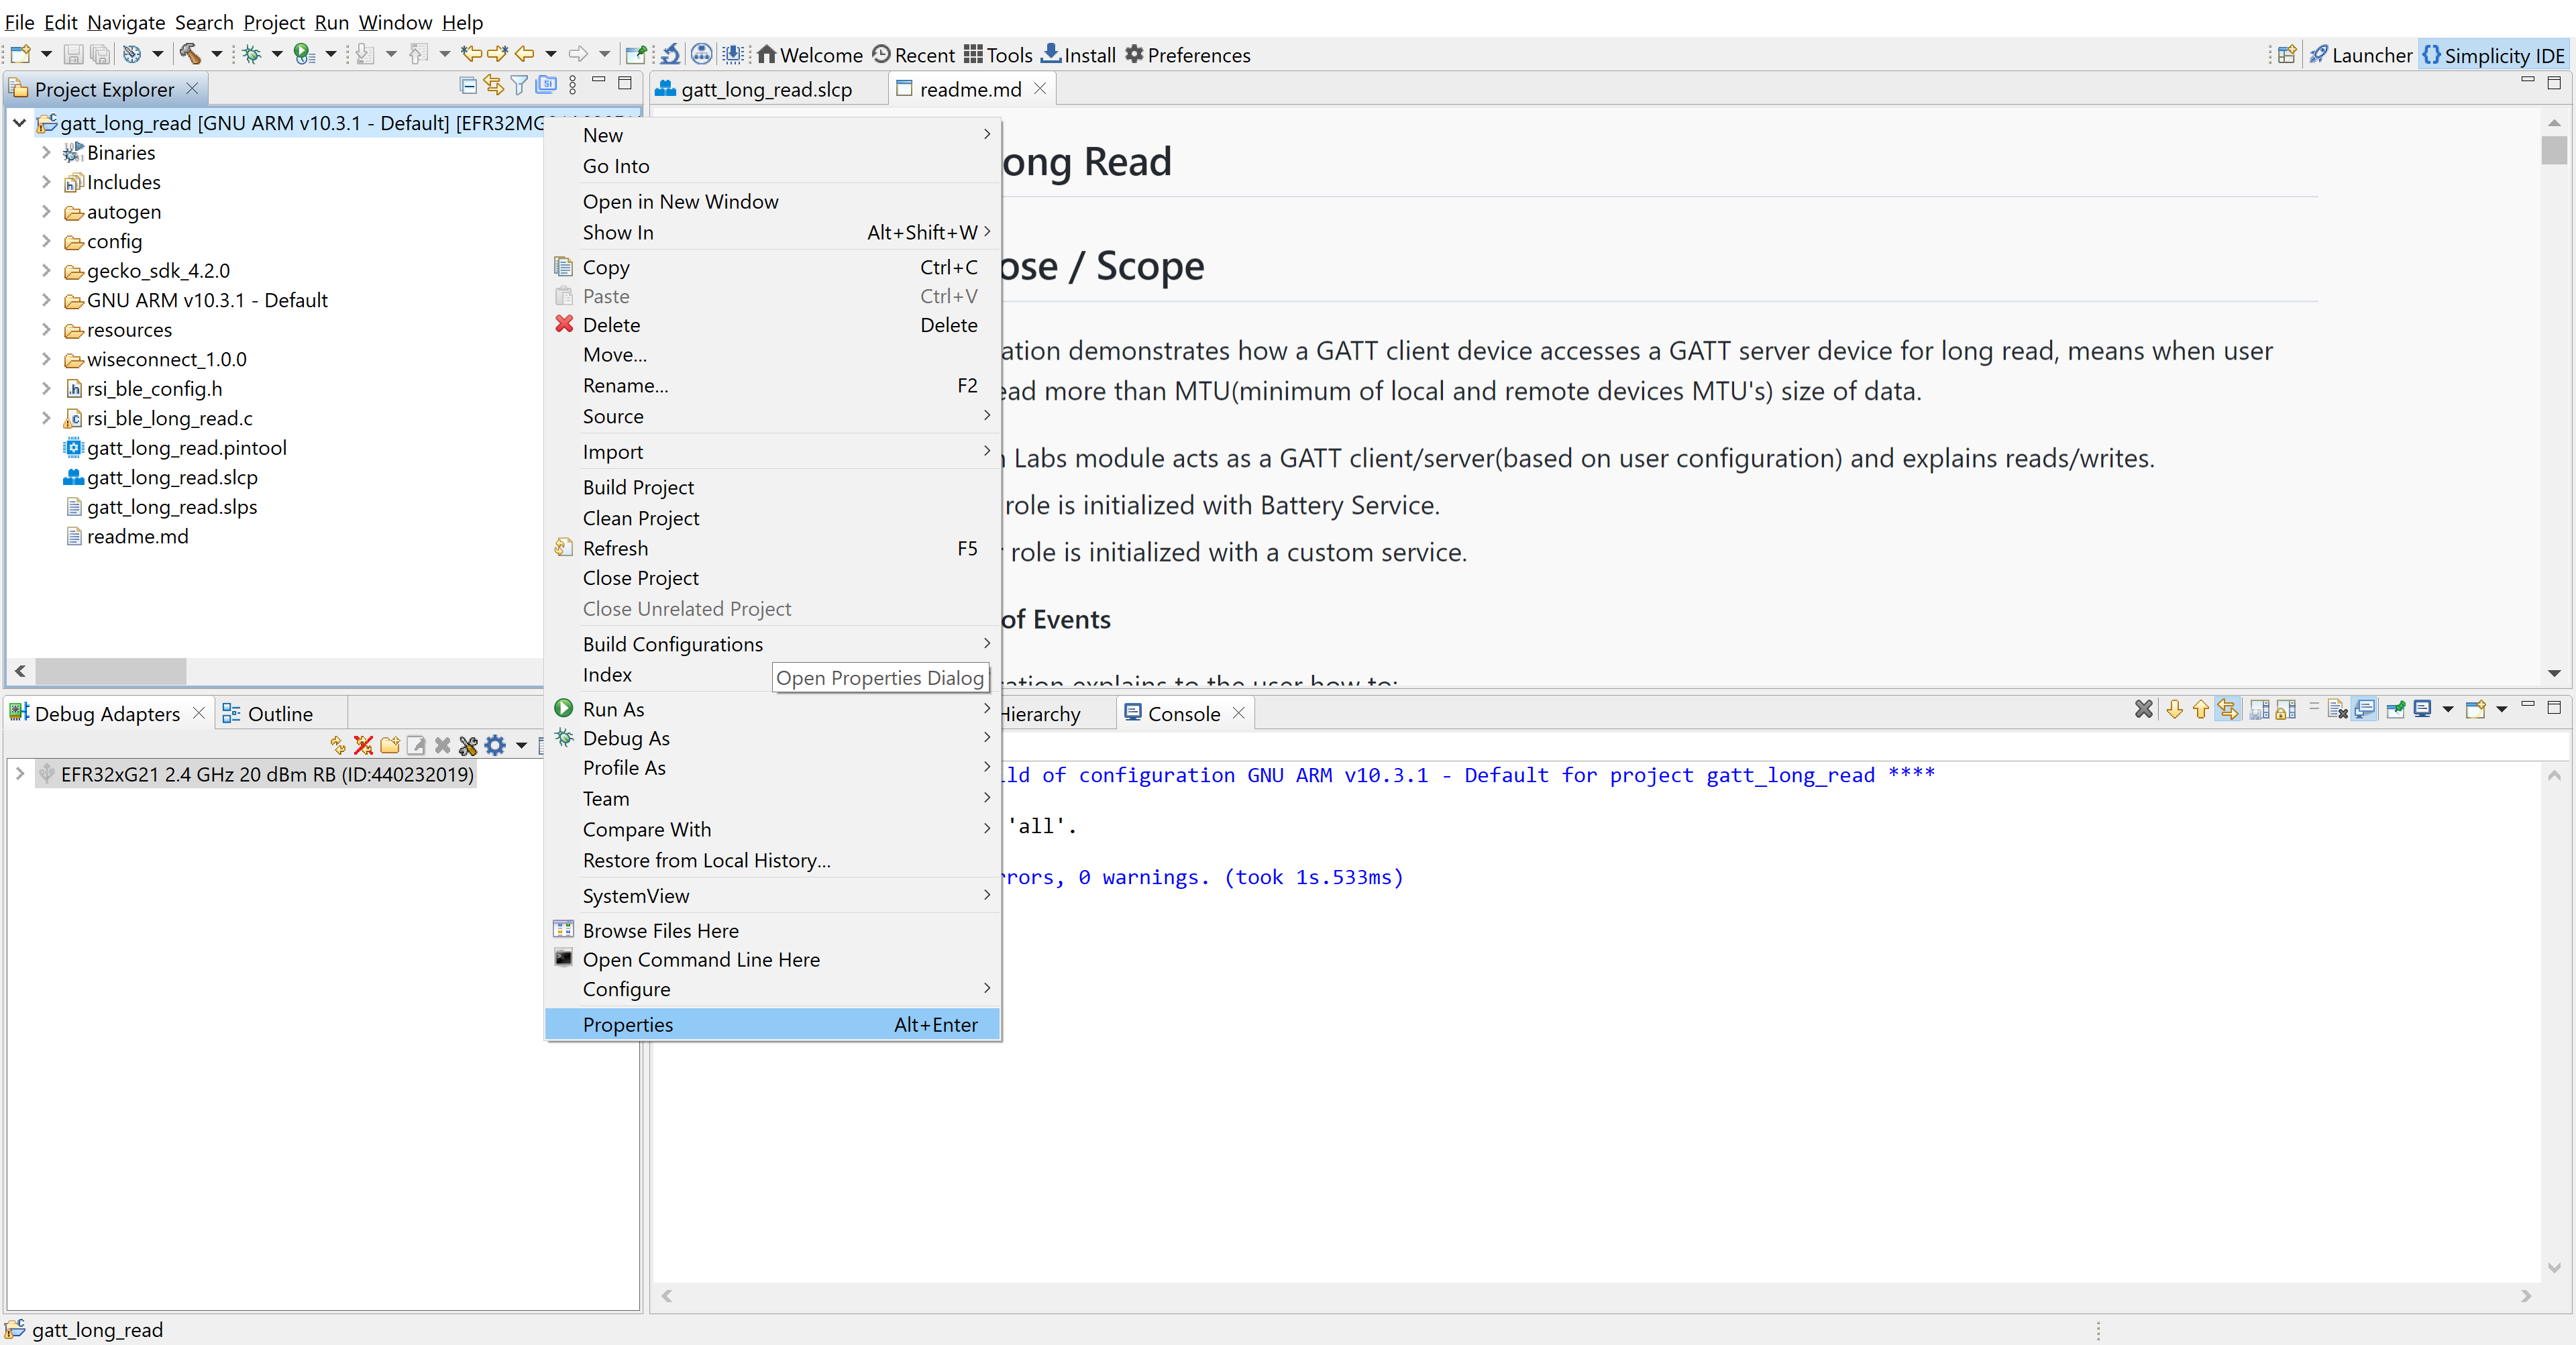 File Edit Navigate Search Project Run Window Help
Welcome Recent Tools Install Preferences Launcher Simplicity IDE
Project Explorer
gatt_long_read [GNU ARM v10.3.1 - Default] [EFR32MG
Binaries
Includes
autogen
config
gecko_sdk_4.2.0
GNU ARM v10.3.1 - Default
resources
wiseconnect_1.0.0
rsi_ble_config.h
rsi_ble_long_read.c
gatt_long_read.pintool
gatt_long_read.slcp
gatt_long_read.slps
readme.md
New
Go Into
Open in New Window
Show In Alt+Shift+W
Copy Ctrl+C
Paste Ctrl+V
Delete Delete
Move...
Rename... F2
Source
Import
Build Project
Clean Project
Refresh F5
Close Project
Close Unrelated Project
Build Configurations
Index
Open Properties Dialog
Run As
Debug As
Profile As
Team
Compare With
Restore from Local History...
SystemView
Browse Files Here
Open Command Line Here
Configure
Properties Alt+Enter
gatt_long_read.slcp readme.md
ong Read
ose / Scope
ation demonstrates how a GATT client device accesses a GATT server device for long read, means when user
ead more than MTU(minimum of local and remote devices MTU's) size of data.
Labs module acts as a GATT client/server(based on user configuration) and explains reads/writes.
role is initialized with Battery Service.
role is initialized with a custom service.
of Events
ation explains to the user how to:
Debug Adapters Outline
EFR32xG21 2.4 GHz 20 dBm RB (ID:440232019)
Hierarchy Console
ld of configuration GNU ARM v10.3.1 - Default for project gatt_long_read ****
'all'.
rors, 0 warnings. (took 1s.533ms)
gatt_long_read